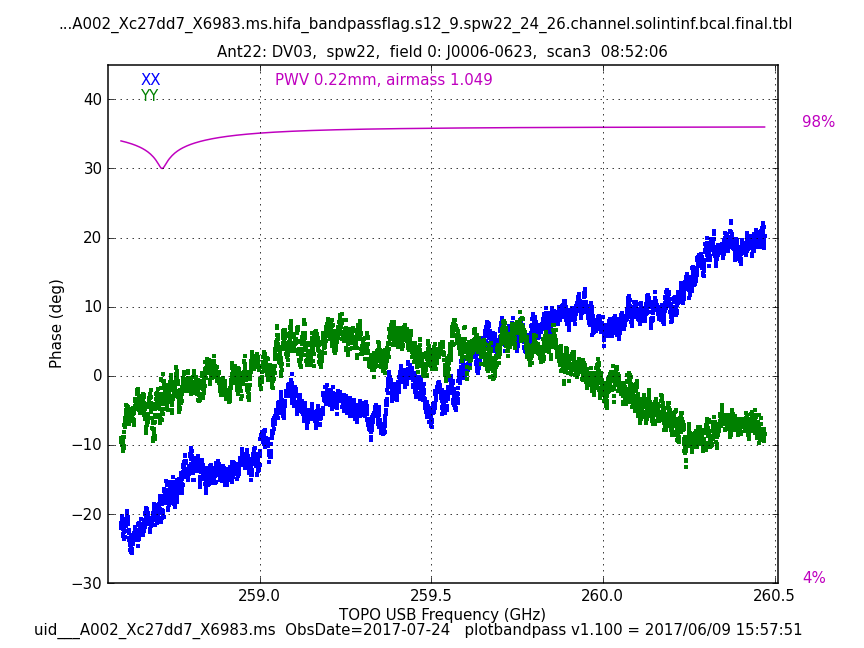 ...A002_Xc27dd7_X6983.ms.hifa_bandpassflag.s12_9.spw22_24_26.channel.solintinf.bcal.final.tbl
Ant22: DV03,  spw22,  field 0: J0006-0623,  scan3  08:52:06
XX
YY
PWV 0.22mm, airmass 1.049
98%
4%
40
30
20
10
0
−10
−20
−30
Phase (deg)
259.0
259.5
260.0
260.5
TOPO USB Frequency (GHz)
uid___A002_Xc27dd7_X6983.ms  ObsDate=2017-07-24   plotbandpass v1.100 = 2017/06/09 15:57:51